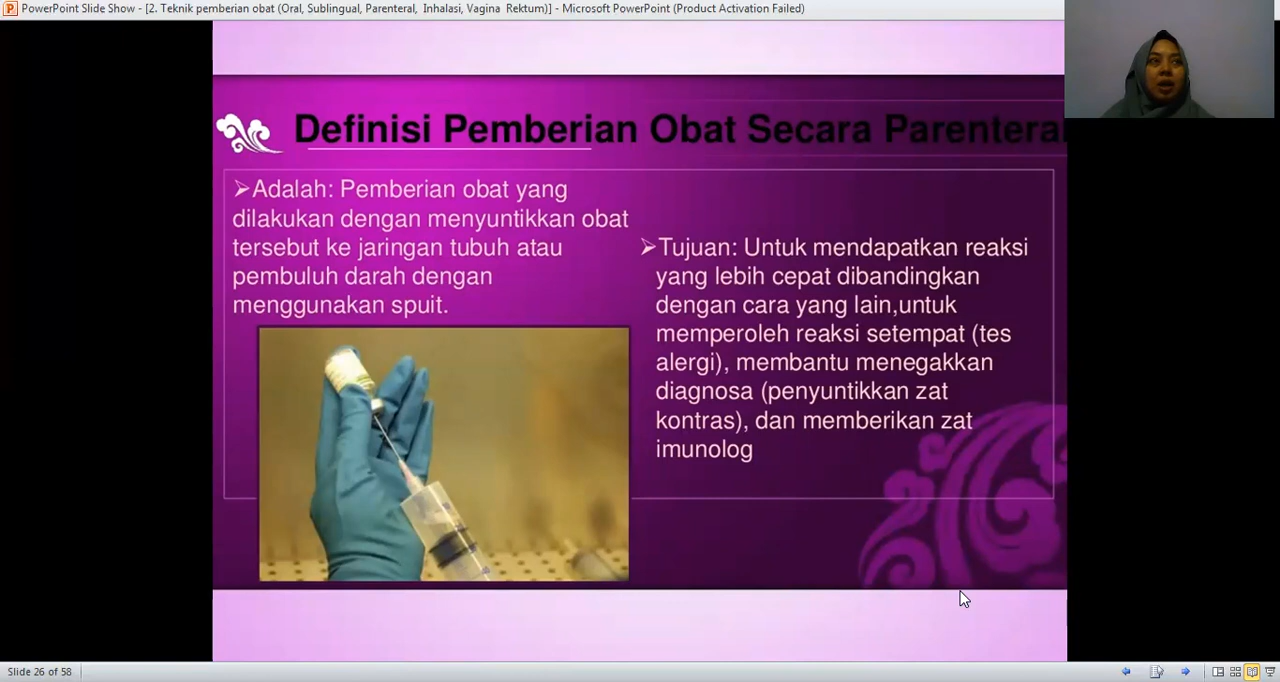 PowerPoint Slide Show - [2. Teknik pemberian obat (Oral, Sublingual, Parenteral, Inhalasi, Vagina Rektum)] - Microsoft PowerPoint (Product Activation Failed)
Definisi Pemberian Obat Secara Parenteral
➢Adalah: Pemberian obat yang
dilakukan dengan menyuntikkan obat
tersebut ke jaringan tubuh atau
pembuluh darah dengan
menggunakan spuit.
➢Tujuan: Untuk mendapatkan reaksi
yang lebih cepat dibandingkan
dengan cara yang lain,untuk
memperoleh reaksi setempat (tes
alergi), membantu menegakkan
diagnosa (penyuntikkan zat
kontras), dan memberikan zat
imunolog
Slide 26 of 58